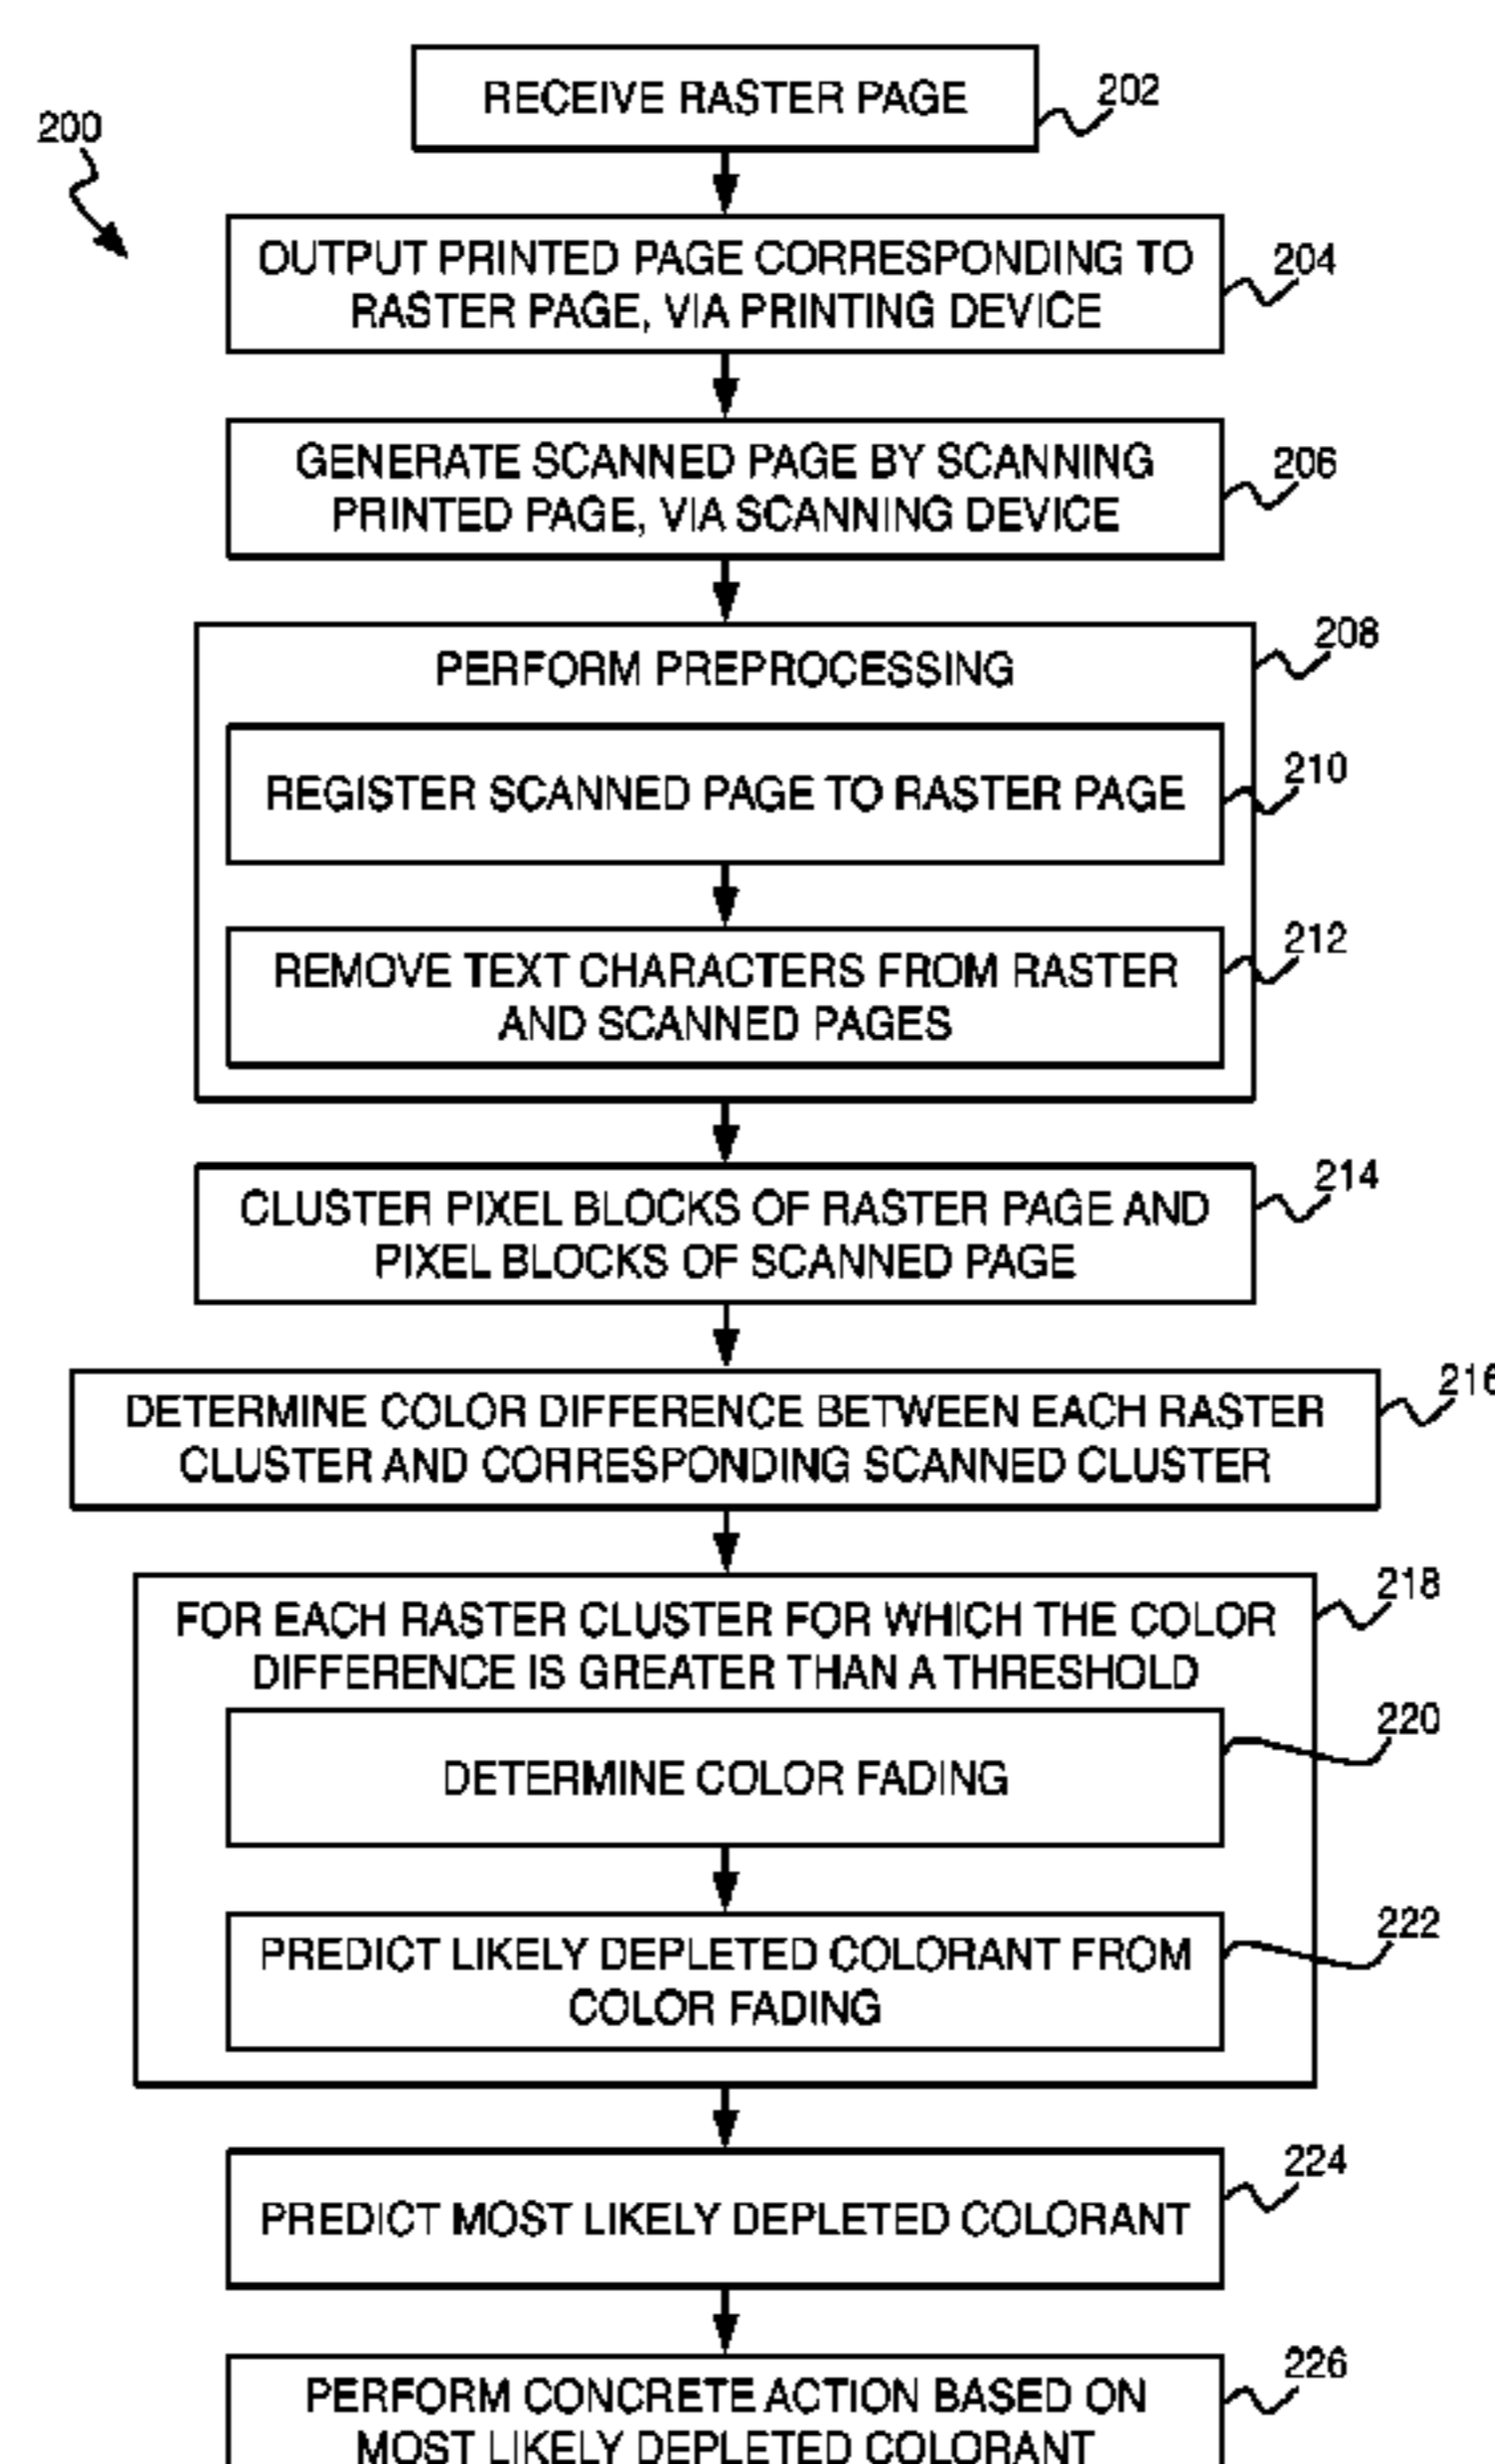 200
RECEIVE RASTER PAGE
202
OUTPUT PRINTED PAGE CORRESPONDING TO
RASTER PAGE, VIA PRINTING DEVICE
204
GENERATE SCANNED PAGE BY SCANNING
PRINTED PAGE, VIA SCANNING DEVICE
206
PERFORM PREPROCESSING
208
REGISTER SCANNED PAGE TO RASTER PAGE
210
REMOVE TEXT CHARACTERS FROM RASTER
AND SCANNED PAGES
212
CLUSTER PIXEL BLOCKS OF RASTER PAGE AND
PIXEL BLOCKS OF SCANNED PAGE
214
DETERMINE COLOR DIFFERENCE BETWEEN EACH RASTER
CLUSTER AND CORRESPONDING SCANNED CLUSTER
216
FOR EACH RASTER CLUSTER FOR WHICH THE COLOR
DIFFERENCE IS GREATER THAN A THRESHOLD
218
DETERMINE COLOR FADING
220
PREDICT LIKELY DEPLETED COLORANT FROM
COLOR FADING
222
PREDICT MOST LIKELY DEPLETED COLORANT
224
PERFORM CONCRETE ACTION BASED ON
MOST LIKELY DEPLETED COLORANT
226